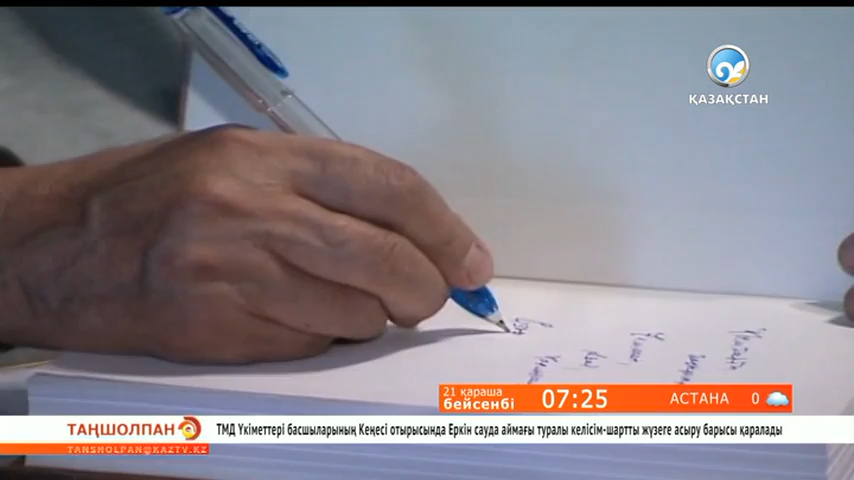 ҚАЗАҚСТАН
21 қараша
бейсенбі
07:25
АСТАНА 0
ТАҢШОЛПАН
ТМД Үкіметтері басшыларының Кеңесі отырысында Еркін сауда аймағы туралы келісім-шартты жүзеге асыру барысы қаралады
TANSHOLPAN@KAZTV.KZ